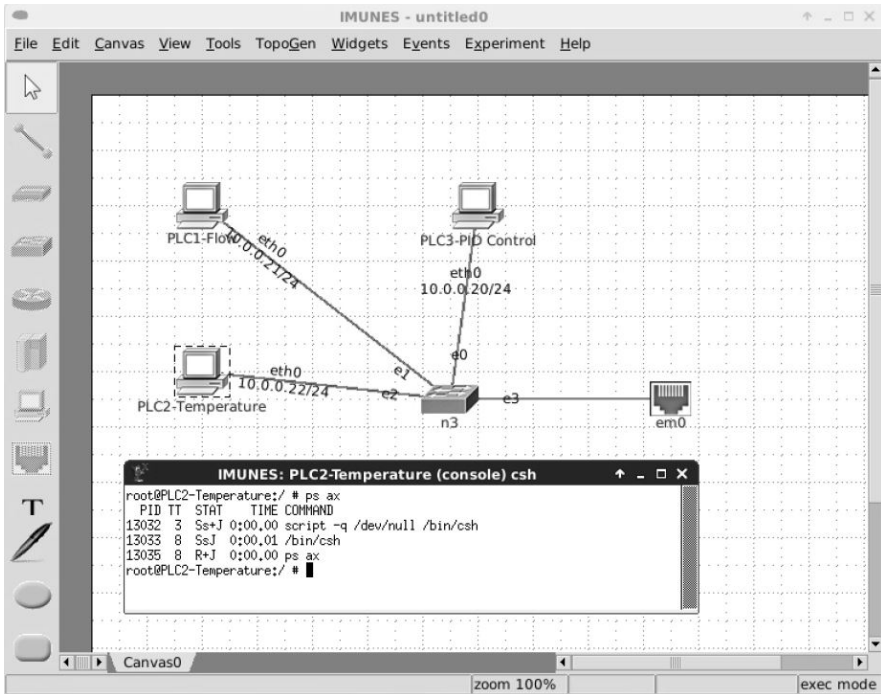 IMUNES - untitled0
File Edit Canvas View Tools TopoGen Widgets Events Experiment Help
PLC1-Flow
eth0
10.0.0.21/24
PLC3-PID Control
eth0
10.0.0.20/24
e0
e1
PLC2-Temperature
eth0
10.0.0.22/24
e2
n3
e3
em0
IMUNES: PLC2-Temperature (console) csh
root@PLC2-Temperature:/ # ps ax
PID TT STAT TIME COMMAND
13032 3 Ss+J 0:00.00 script -q /dev/null /bin/csh
13033 8 SsJ 0:00.01 /bin/csh
13035 8 R+J 0:00.00 ps ax
root@PLC2-Temperature:/ #
T
Canvas0
zoom 100%
exec mode